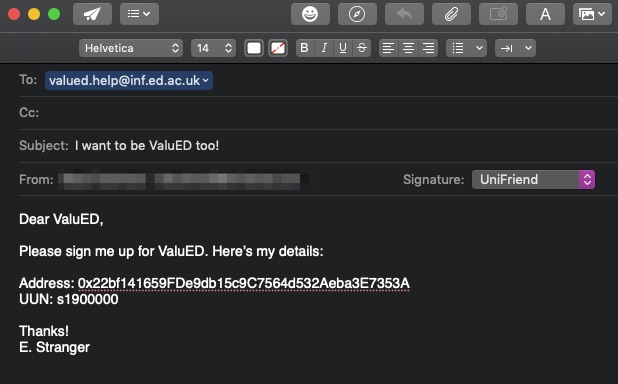 Helvetica 14 B I U S
To: valued.help@inf.ed.ac.uk
Cc:
Subject: I want to be ValuED too!
From: Signature: UniFriend
Dear ValuED,
Please sign me up for ValuED. Here's my details:
Address: 0x22bf141659FDe9db15c9C7564d532Aeba3E7353A
UUN: s1900000
Thanks!
E. Stranger